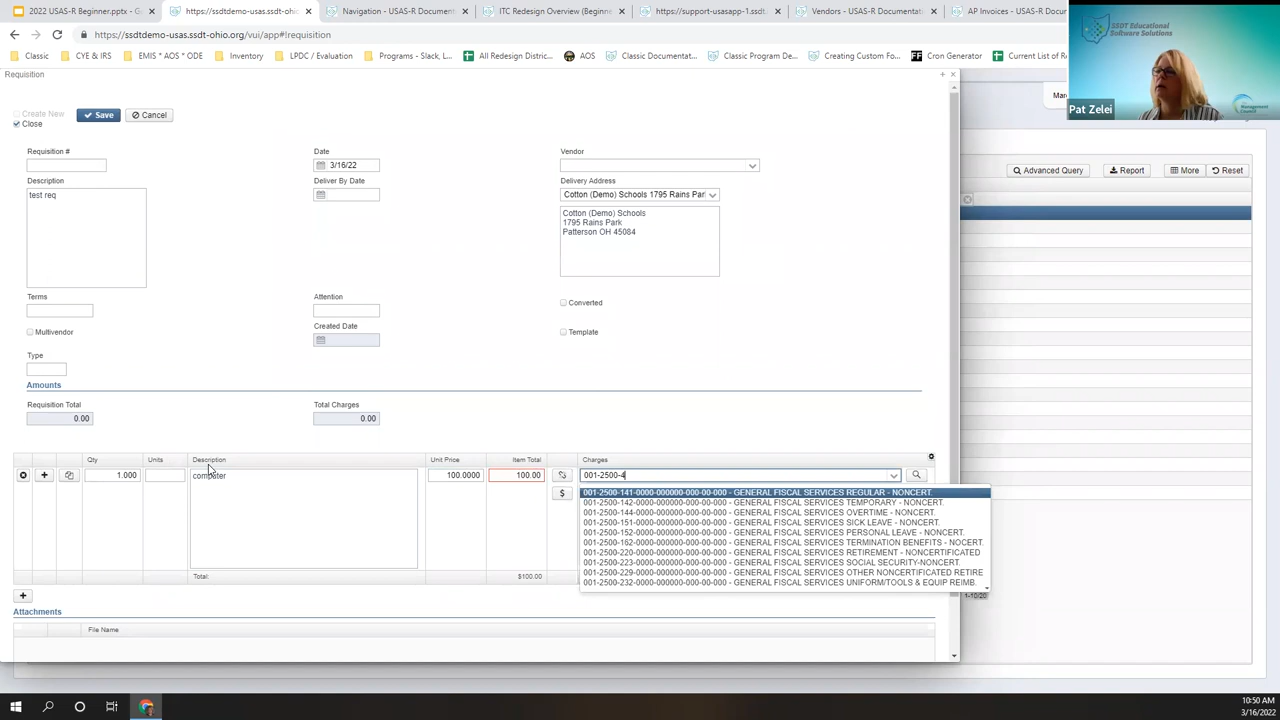 2022 USAS-R Beginner.pptx - G
https://ssdtdemo-usas.ssdt-ohio
Navigation - USAS-R Documentati
ITC Redesign Overview (Beginner
https://support-usasapp-1.ssdt.
Vendors - USAS-R Documentation
AP Invoices - USAS-R Docum
https://ssdtdemo-usas.ssdt-ohio.org/vui/app#!requisition
Classic
CYE & IRS
EMIS * AOS * ODE
Inventory
LPDC / Evaluation
Programs - Slack, L
All Redesign Distric
AOS
Classic Documentat
Classic Program De
Creating Custom Fo
Cron Generator
Current List of R
SSDT Educational
Software Solutions
Management
Council
Pat Zelei
Requisition
Create New
Close
Save
Cancel
Requisition #
Date
3/16/22
Vendor
Description
test req
Deliver By Date
Delivery Address
Cotton (Demo) Schools 1795 Rains Par
Cotton (Demo) Schools
1795 Rains Park
Patterson OH 45084
Advanced Query
Report
More
Reset
Terms
Attention
Converted
Multivendor
Created Date
Template
Type
Amounts
Requisition Total
0.00
Total Charges
0.00
Qty
Units
Description
Unit Price
Item Total
Charges
1.000
computer
100.0000
100.00
001-2500-4
$
001-2500-141-0000-000000-000-00-000 - GENERAL FISCAL SERVICES REGULAR - NONCERT.
001-2500-142-0000-000000-000-00-000 - GENERAL FISCAL SERVICES TEMPORARY - NONCERT.
001-2500-144-0000-000000-000-00-000 - GENERAL FISCAL SERVICES OVERTIME - NONCERT.
001-2500-151-0000-000000-000-00-000 - GENERAL FISCAL SERVICES SICK LEAVE - NONCERT.
001-2500-152-0000-000000-000-00-000 - GENERAL FISCAL SERVICES PERSONAL LEAVE - NONCERT.
001-2500-162-0000-000000-000-00-000 - GENERAL FISCAL SERVICES TERMINATION BENEFITS - NOCERT.
001-2500-220-0000-000000-000-00-000 - GENERAL FISCAL SERVICES RETIREMENT - NONCERTIFICATED
001-2500-223-0000-000000-000-00-000 - GENERAL FISCAL SERVICES SOCIAL SECURITY-NONCERT.
001-2500-229-0000-000000-000-00-000 - GENERAL FISCAL SERVICES OTHER NONCERTIFICATED RETIRE
001-2500-232-0000-000000-000-00-000 - GENERAL FISCAL SERVICES UNIFORM/TOOLS & EQUIP REIMB.
Total:
$100.00
1-10/20
Attachments
File Name
10:50 AM
3/16/2022